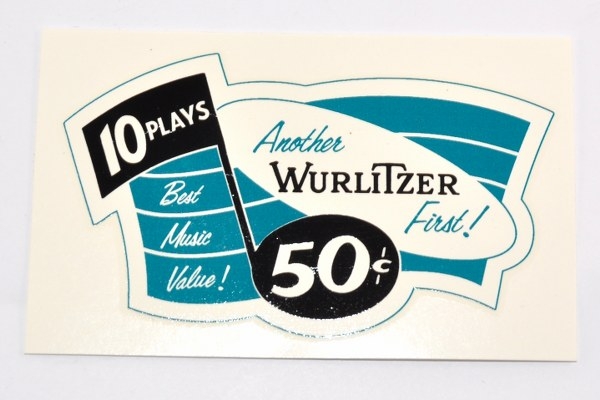 10 PLAYS
Another
WURLITZER
First!
Best
Music
Value!
50¢